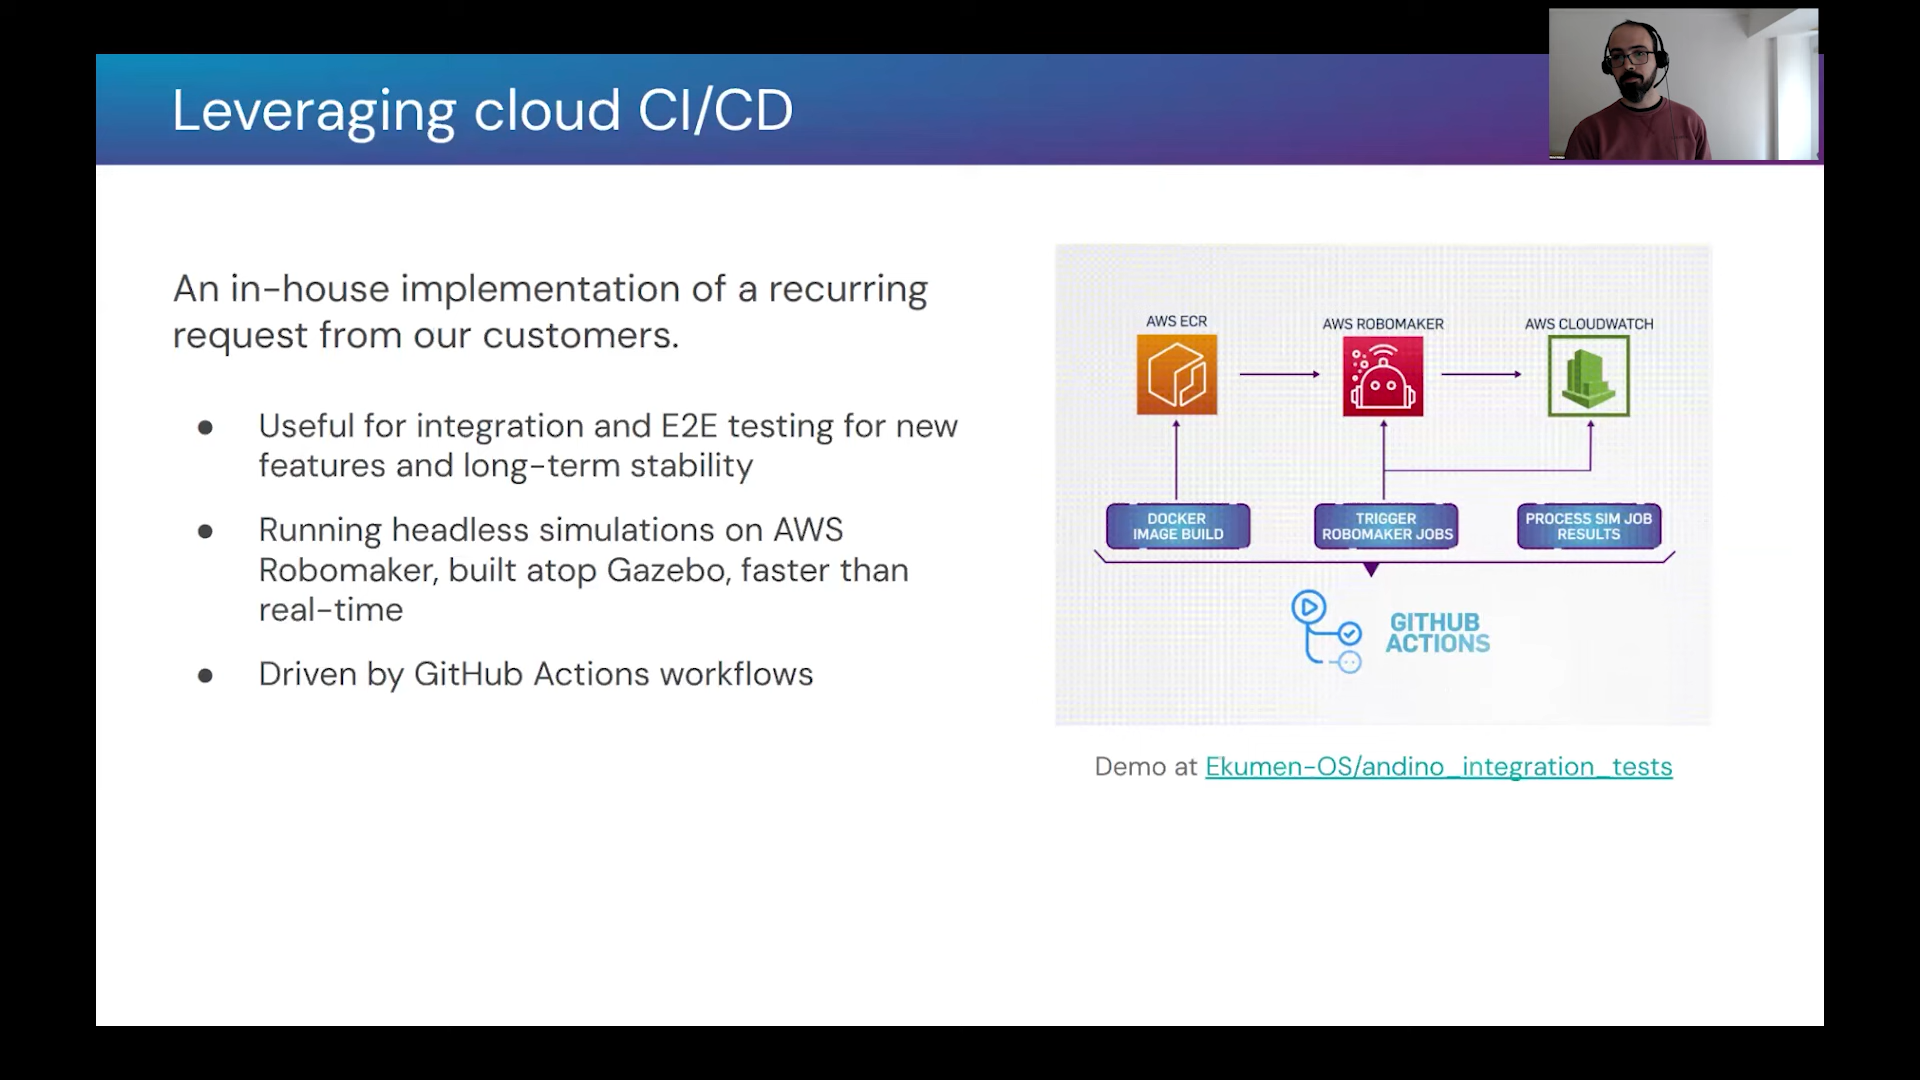 Leveraging cloud CI/CD
An in-house implementation of a recurring
request from our customers.
● Useful for integration and E2E testing for new
features and long-term stability
● Running headless simulations on AWS
Robomaker, built atop Gazebo, faster than
real-time
● Driven by GitHub Actions workflows
AWS ECR
AWS ROBOMAKER
AWS CLOUDWATCH
DOCKER
IMAGE BUILD
TRIGGER
ROBOMAKER JOBS
PROCESS SIM JOB
RESULTS
GITHUB
ACTIONS
Demo at Ekumen-OS/andino_integration_tests